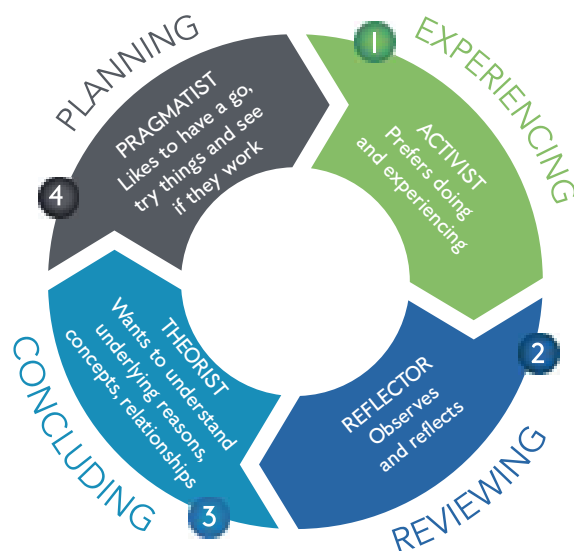 EXPERIENCING
1
ACTIVIST
Prefers doing
and experiencing
REVIEWING
2
REFLECTOR
Observes
and reflects
CONCLUDING
3
THEORIST
Wants to understand
underlying reasons,
concepts, relationships
PLANNING
4
PRAGMATIST
Likes to have a go,
try things and see
if they work